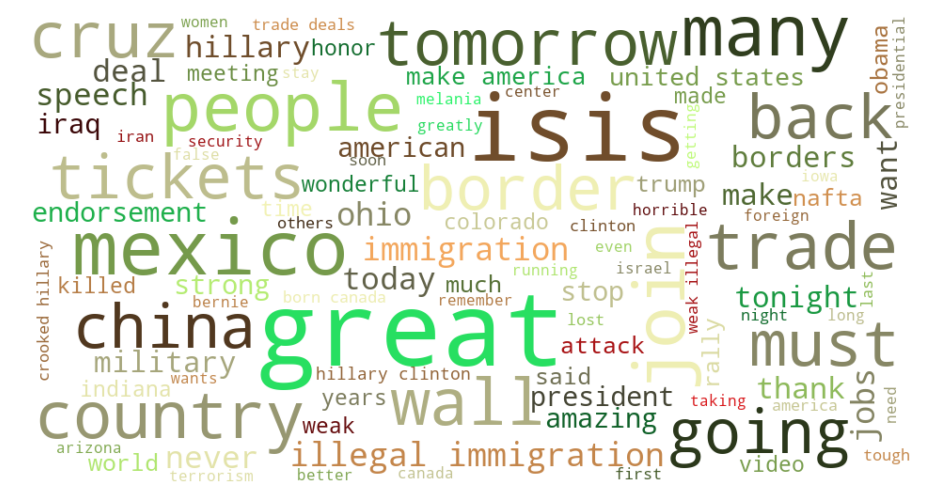 cruz
women
trade deals
hillary
honor
tomorrow
many
obama
presidential
deal
meeting
stay
make america
united states
speech
people
melania
center
made
back
iraq
iran
security
greatly
isis
getting
want
false
american
soon
borders
tickets
wonderful
border
trump
make
iowa
nafta
endorsement
time
others
ohio
colorado
horrible
clinton
foreign
mexico
immigration
even
join
trade
killed
strong
today
much
running
israel
stop
weak illegal
tonight
last
crooked hillary
bernie
born canada
remember
great
lost
night
long
china
attack
rally
must
military
hillary clinton
wants
said
taking
thank
jobs
indiana
years
wall
president
america
need
country
weak
amazing
going
arizona
never
illegal immigration
world
terrorism
better
canada
first
video
tough